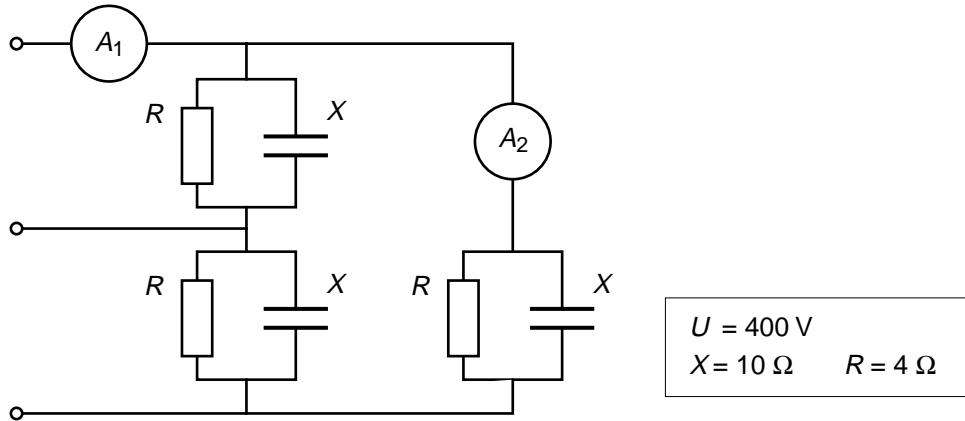 A1
R X
A2
R X
R X
U = 400 V
X = 10 Ω R = 4 Ω